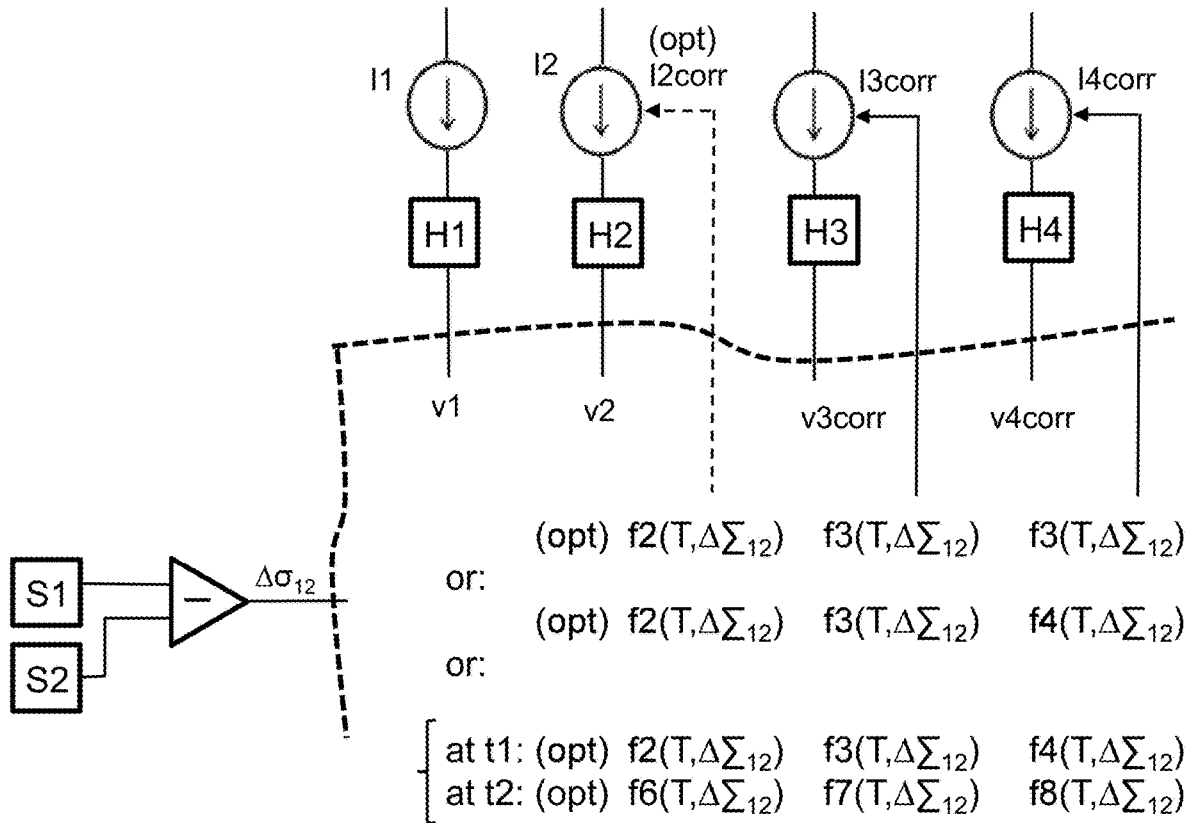 (opt)
I1 I2 I2corr I3corr I4corr
H1 H2 H3 H4
v1 v2 v3corr v4corr
(opt) f2(T,Δ∑₁₂) f3(T,Δ∑₁₂) f3(T,Δ∑₁₂)
S1 − Δσ₁₂ or:
(opt) f2(T,Δ∑₁₂) f3(T,Δ∑₁₂) f4(T,Δ∑₁₂)
S2 or:
at t1: (opt) f2(T,Δ∑₁₂) f3(T,Δ∑₁₂) f4(T,Δ∑₁₂)
at t2: (opt) f6(T,Δ∑₁₂) f7(T,Δ∑₁₂) f8(T,Δ∑₁₂)